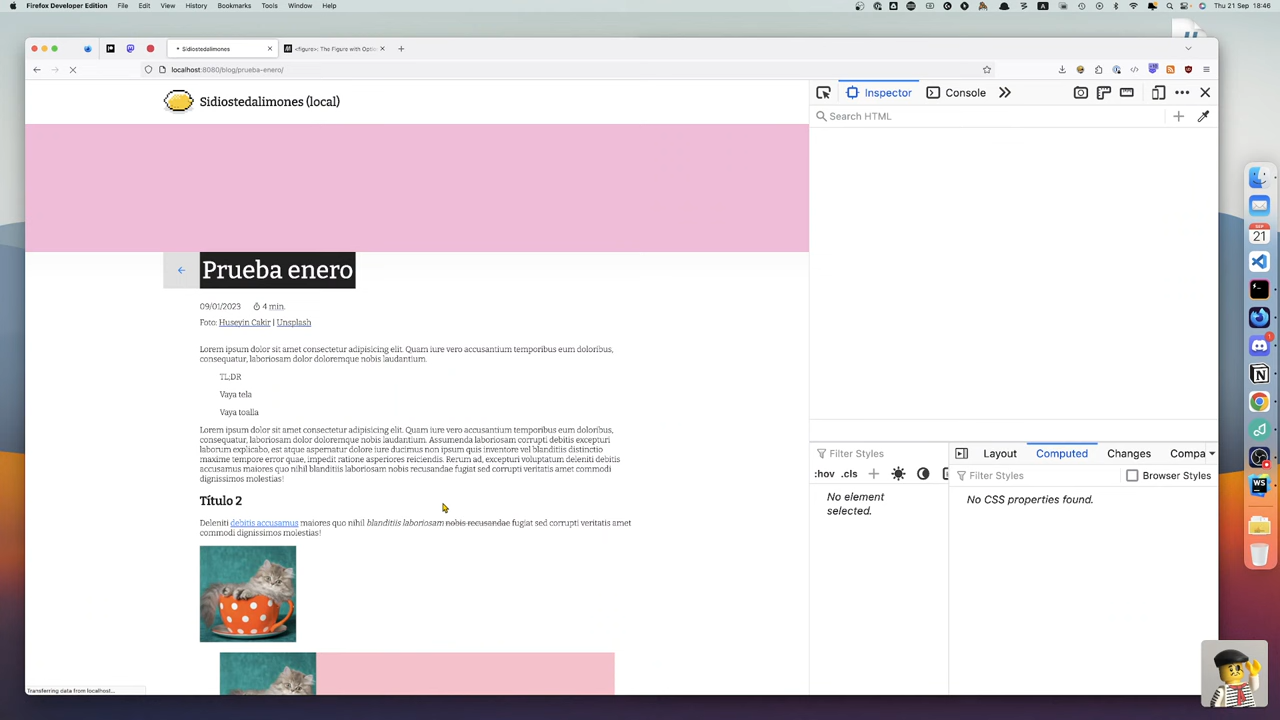 Firefox Developer Edition File Edit View History Bookmarks Tools Window Help
Thu 21 Sep 18:46
Sidiostedalimones
<figure>: The Figure with Optio
localhost:8080/blog/prueba-enero/
Sidiostedalimones (local)
Prueba enero
09/01/2023 4 min.
Foto: Huseyin Cakir | Unsplash
Lorem ipsum dolor sit amet consectetur adipisicing elit. Quam iure vero accusantium temporibus eum doloribus,
consequatur, laboriosam dolor doloremque nobis laudantium.
TL;DR
Vaya tela
Vaya toalla
Lorem ipsum dolor sit amet consectetur adipisicing elit. Quam iure vero accusantium temporibus eum doloribus,
consequatur, laboriosam dolor doloremque nobis laudantium. Assumenda laboriosam corrupti debitis excepturi
laborum explicabo, est atque aspernatur dolore iure ducimus non ipsum quis inventore vel blanditiis doloribus
maxime tempore quas, impedit ratione asperiores reiciendis. Rerum ad, excepturi voluptatum deleniti debitis
accusamus maiores quo nihil blanditiis laboriosam nobis recusandae fugiat sed corrupti veritatis amet commodi
dignissimos molestias!
Título 2
Deleniti debitis accusamus maiores quo nihil blanditiis laboriosam nobis recusandae fugiat sed corrupti veritatis amet
commodi dignissimos molestias!
Transferring data from localhost...
Inspector
Console
Search HTML
Filter Styles
:hov .cls
No element
selected.
Layout Computed Changes Compa
Filter Styles
Browser Styles
No CSS properties found.
SEP
21
1
WS